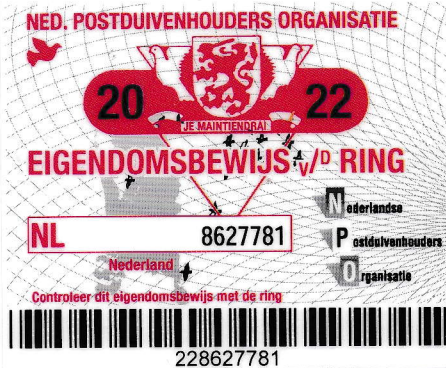 NED. POSTDUIVENHOUDERS ORGANISATIE
20 22
JE MAINTIENDRAI
EIGENDOMSBEWIJS v/D RING
NL 8627781
Nederland
Nederlandse
Postduivenhouders
Organisatie
Controleer dit eigendomsbewijs met de ring
228627781